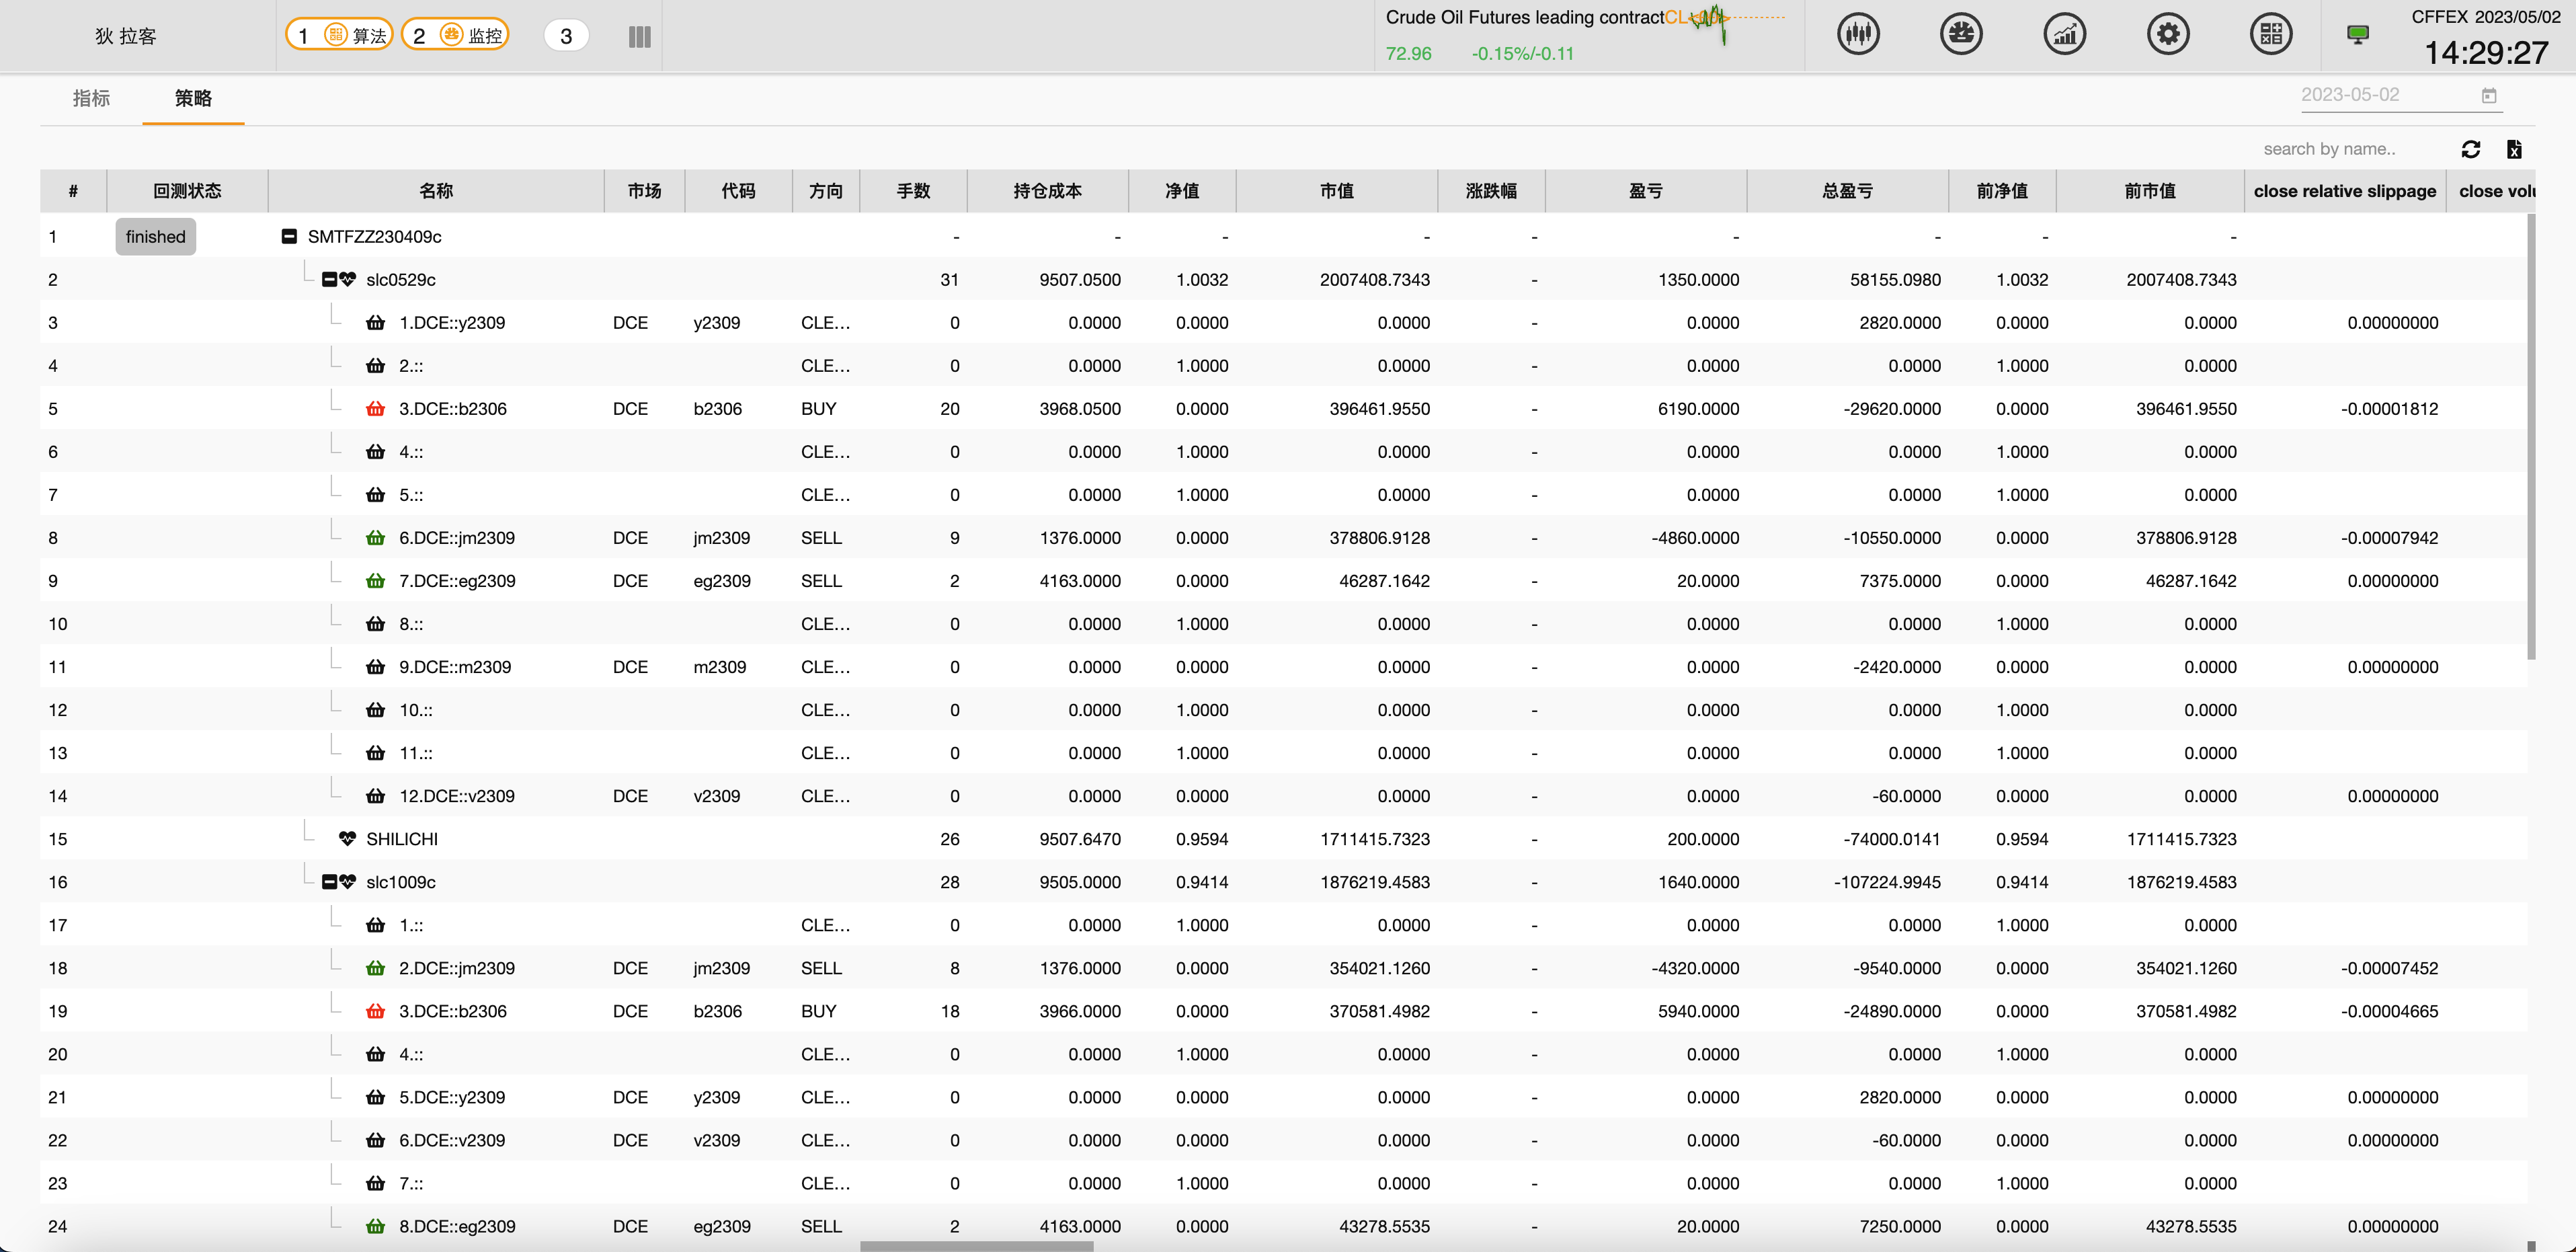 狄 拉客
1 算法 2 监控 3
Crude Oil Futures leading contract
72.96 -0.15%/-0.11
CFFEX 2023/05/02
14:29:27
指标 策略
2023-05-02
search by name..
# 回测状态 名称 市场 代码 方向 手数 持仓成本 净值 市值 涨跌幅 盈亏 总盈亏 前净值 前市值 close relative slippage close volu
1 finished SMTFZZ230409c - - - - - - - - -
2 slc0529c 31 9507.0500 1.0032 2007408.7343 - 1350.0000 58155.0980 1.0032 2007408.7343
3 1.DCE::y2309 DCE y2309 CLE... 0 0.0000 0.0000 0.0000 - 0.0000 2820.0000 0.0000 0.0000 0.00000000
4 2.:: CLE... 0 0.0000 1.0000 0.0000 - 0.0000 0.0000 1.0000 0.0000
5 3.DCE::b2306 DCE b2306 BUY 20 3968.0500 0.0000 396461.9550 - 6190.0000 -29620.0000 0.0000 396461.9550 -0.00001812
6 4.:: CLE... 0 0.0000 1.0000 0.0000 - 0.0000 0.0000 1.0000 0.0000
7 5.:: CLE... 0 0.0000 1.0000 0.0000 - 0.0000 0.0000 1.0000 0.0000
8 6.DCE::jm2309 DCE jm2309 SELL 9 1376.0000 0.0000 378806.9128 - -4860.0000 -10550.0000 0.0000 378806.9128 -0.00007942
9 7.DCE::eg2309 DCE eg2309 SELL 2 4163.0000 0.0000 46287.1642 - 20.0000 7375.0000 0.0000 46287.1642 0.00000000
10 8.:: CLE... 0 0.0000 1.0000 0.0000 - 0.0000 0.0000 1.0000 0.0000
11 9.DCE::m2309 DCE m2309 CLE... 0 0.0000 0.0000 0.0000 - 0.0000 -2420.0000 0.0000 0.0000 0.00000000
12 10.:: CLE... 0 0.0000 1.0000 0.0000 - 0.0000 0.0000 1.0000 0.0000
13 11.:: CLE... 0 0.0000 1.0000 0.0000 - 0.0000 0.0000 1.0000 0.0000
14 12.DCE::v2309 DCE v2309 CLE... 0 0.0000 0.0000 0.0000 - 0.0000 -60.0000 0.0000 0.0000 0.00000000
15 SHILICHI 26 9507.6470 0.9594 1711415.7323 - 200.0000 -74000.0141 0.9594 1711415.7323
16 slc1009c 28 9505.0000 0.9414 1876219.4583 - 1640.0000 -107224.9945 0.9414 1876219.4583
17 1.:: CLE... 0 0.0000 1.0000 0.0000 - 0.0000 0.0000 1.0000 0.0000
18 2.DCE::jm2309 DCE jm2309 SELL 8 1376.0000 0.0000 354021.1260 - -4320.0000 -9540.0000 0.0000 354021.1260 -0.00007452
19 3.DCE::b2306 DCE b2306 BUY 18 3966.0000 0.0000 370581.4982 - 5940.0000 -24890.0000 0.0000 370581.4982 -0.00004665
20 4.:: CLE... 0 0.0000 1.0000 0.0000 - 0.0000 0.0000 1.0000 0.0000
21 5.DCE::y2309 DCE y2309 CLE... 0 0.0000 0.0000 0.0000 - 0.0000 2820.0000 0.0000 0.0000 0.00000000
22 6.DCE::v2309 DCE v2309 CLE... 0 0.0000 0.0000 0.0000 - 0.0000 -60.0000 0.0000 0.0000 0.00000000
23 7.:: CLE... 0 0.0000 1.0000 0.0000 - 0.0000 0.0000 1.0000 0.0000
24 8.DCE::eg2309 DCE eg2309 SELL 2 4163.0000 0.0000 43278.5535 - 20.0000 7250.0000 0.0000 43278.5535 0.00000000